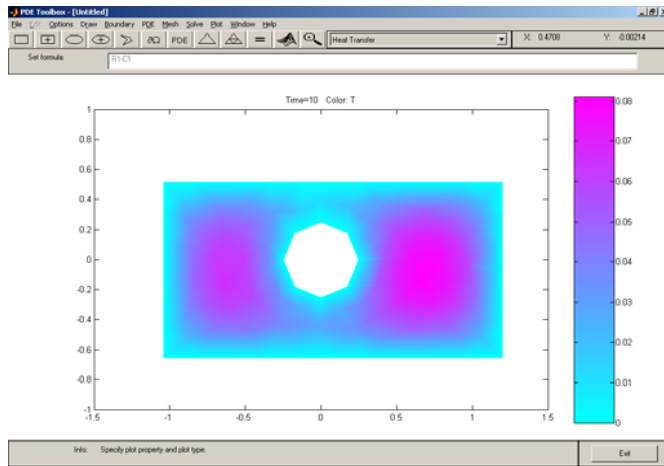 PDE Toolbox - [Untitled]
File Edit Options Draw Boundary PDE Mesh Solve Plot Window Help
∂Ω PDE = Heat Transfer X: 0.4708 Y: -0.00214
Set formula: R1-C1
Time=10 Color: T
1
0.8
0.6
0.4
0.2
0
-0.2
-0.4
-0.6
-0.8
-1
-1.5 -1 -0.5 0 0.5 1 1.5
0.08
0.07
0.06
0.05
0.04
0.03
0.02
0.01
0
Info: Specify plot property and plot type. Exit